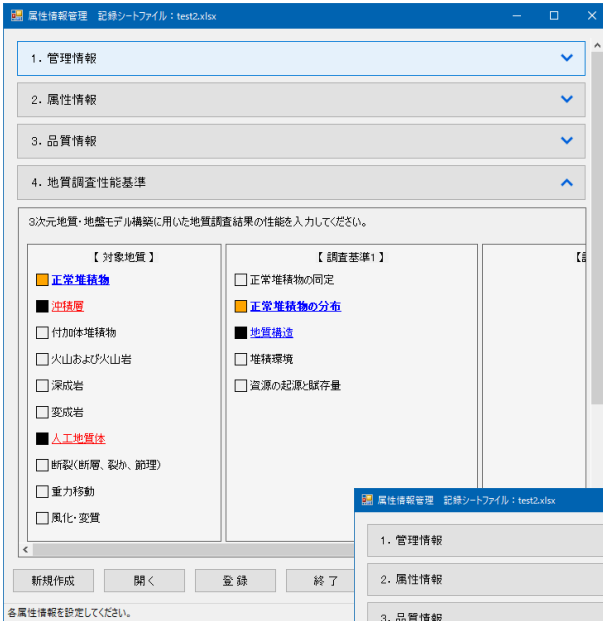 属性情報管理　記録シートファイル：test2.xlsx
1. 管理情報
2. 属性情報
3. 品質情報
4. 地質調査性能基準
3次元地質・地盤モデル構築に用いた地質調査結果の性能を入力してください。
【 対象地質 】
正常堆積物
沖積層
付加体堆積物
火山および火山岩
深成岩
変成岩
人工地質体
断裂(断層、裂か、節理)
重力移動
風化・変質
【 調査基準1 】
正常堆積物の同定
正常堆積物の分布
地質構造
堆積環境
資源の起源と賦存量
新規作成
開く
登録
終了
各属性情報を設定してください。
属性情報管理　記録シートファイル：test2.xlsx
1. 管理情報
2. 属性情報
3. 品質情報